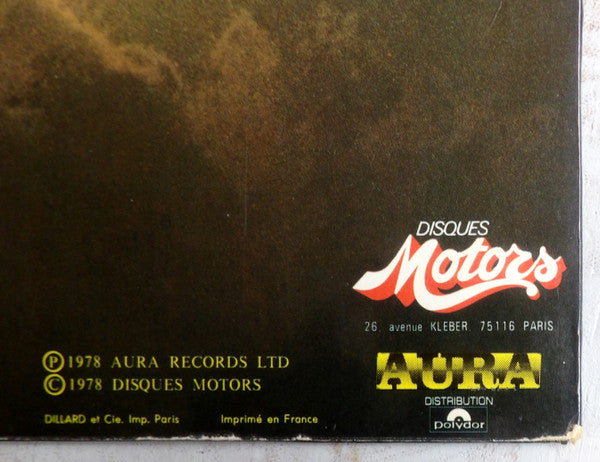 DISQUES
Motors
26, avenue KLEBER 75116 PARIS
Ⓟ1978 AURA RECORDS LTD
©1978 DISQUES MOTORS
AURA
DISTRIBUTION
polydor
DILLARD et Cie. Imp. Paris Imprimé en France